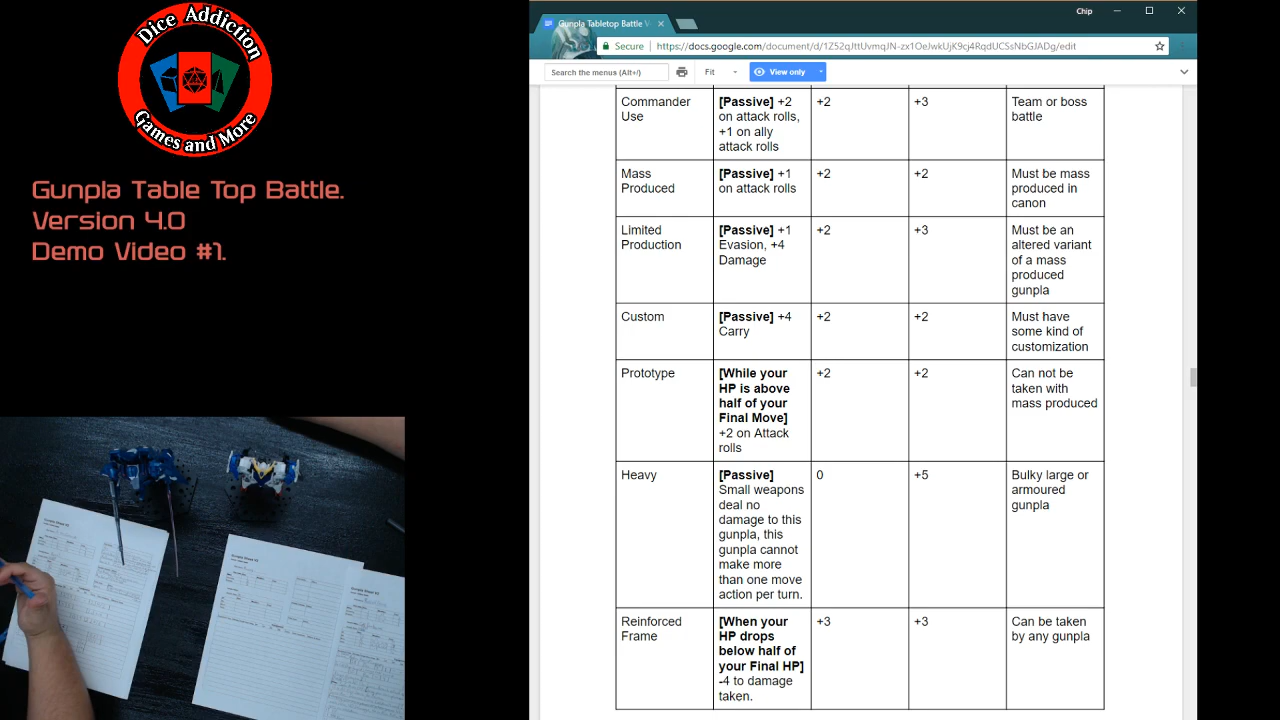 Dice Addiction
Games and More
Gunpla Table Top Battle.
Version 4.0
Demo Video #1.
Chip
Gunpla Tabletop Battle V
Secure
https://docs.google.com/document/d/1Z52qJttUvmqJN-zx1OeJwkUjK9cj4RqdUCSsNbGJADg/edit
Search the menus (Alt+/)
Fit
View only
Commander
Use
[Passive] +2
on attack rolls,
+1 on ally
attack rolls
+2
+3
Team or boss
battle
Mass
Produced
[Passive] +1
on attack rolls
+2
+2
Must be mass
produced in
canon
Limited
Production
[Passive] +1
Evasion, +4
Damage
+2
+3
Must be an
altered variant
of a mass
produced
gunpla
Custom
[Passive] +4
Carry
+2
+2
Must have
some kind of
customization
Prototype
[While your
HP is above
half of your
Final Move]
+2 on Attack
rolls
+2
+2
Can not be
taken with
mass produced
Heavy
[Passive]
Small weapons
deal no
damage to this
gunpla, this
gunpla cannot
make more
than one move
action per turn.
0
+5
Bulky large or
armoured
gunpla
Reinforced
Frame
[When your
HP drops
below half of
your Final HP]
-4 to damage
taken.
+3
+3
Can be taken
by any gunpla